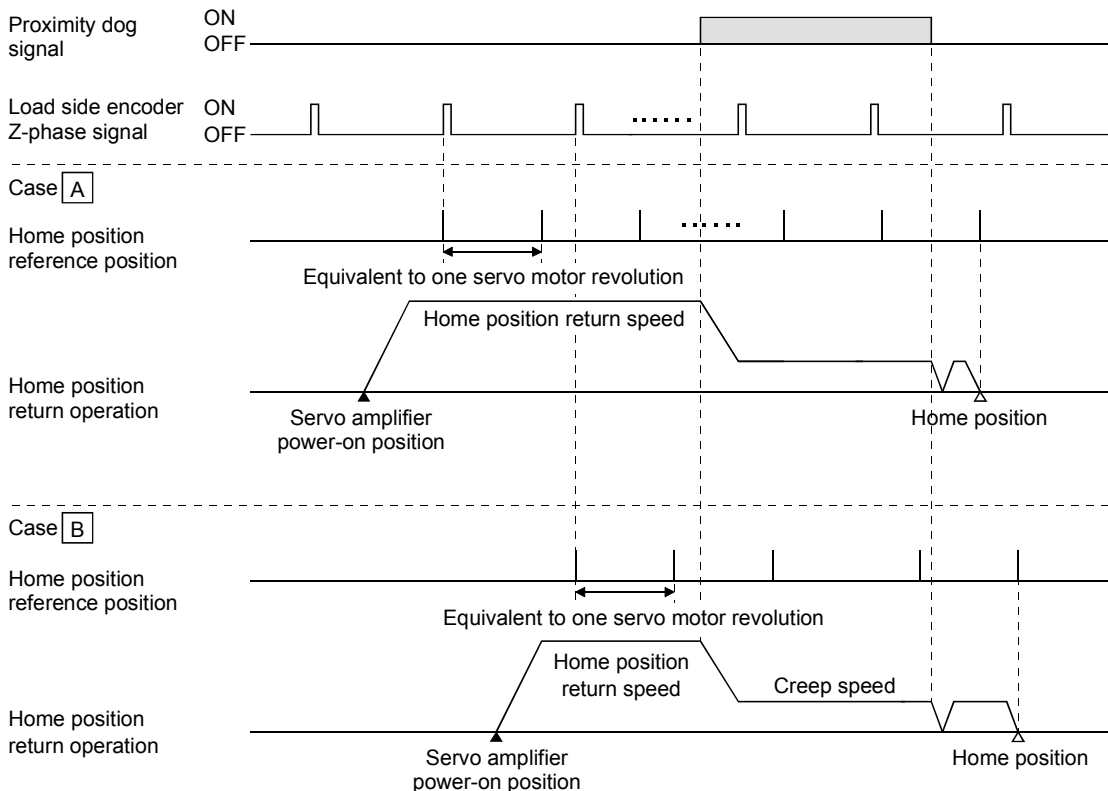 Proximity dog
signal
ON
OFF
Load side encoder
Z-phase signal
ON
OFF
Case A
Home position
reference position
Equivalent to one servo motor revolution
Home position return speed
Home position
return operation
Servo amplifier
power-on position
Home position
Case B
Home position
reference position
Equivalent to one servo motor revolution
Home position
return speed
Creep speed
Home position
return operation
Servo amplifier
power-on position
Home position